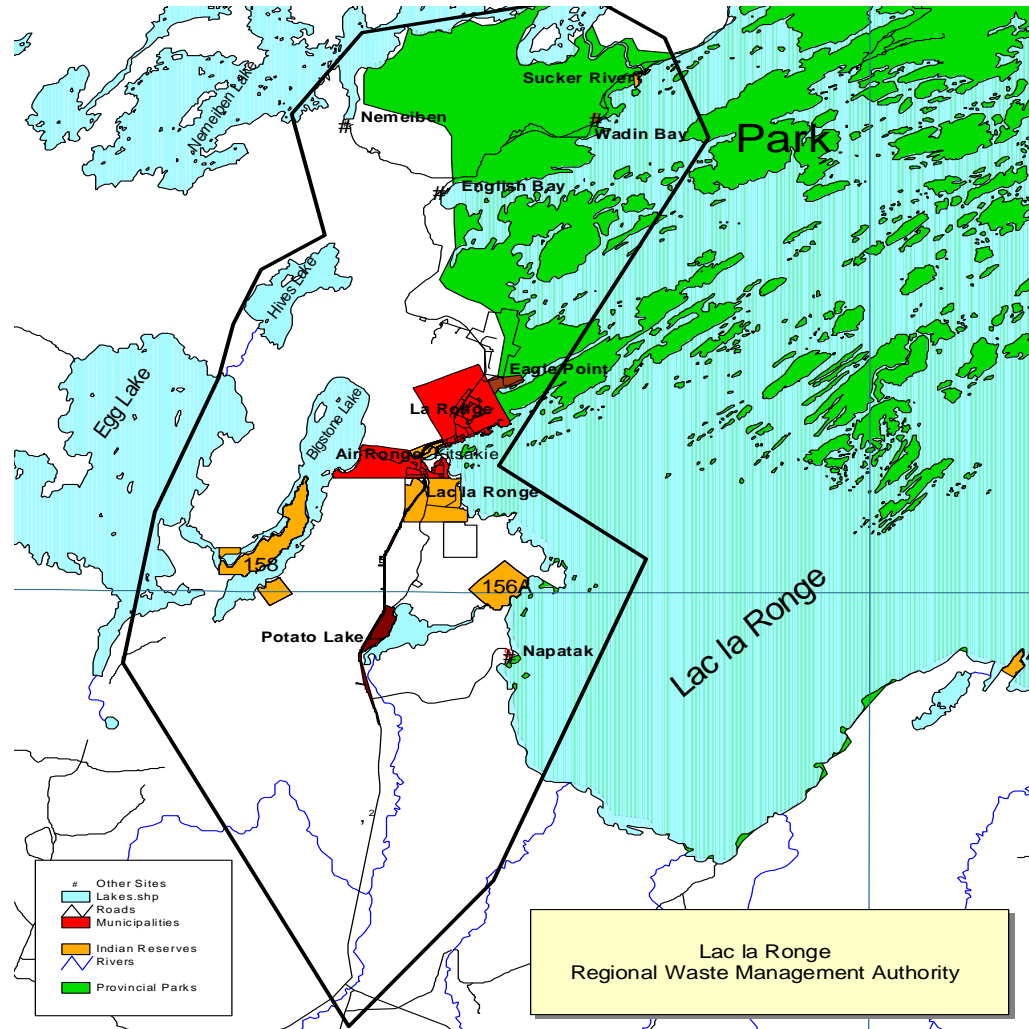 Sucker River
Nemeiben Lake
Nemeiben
Wadin Bay
Park
English Bay
Hives Lake
Eagle Point
Egg Lake
La Ronge
Bigstone Lake
Air Ronge
Kitsakie
Lac la Ronge
158
156A
Potato Lake
Napatak
Lac la Ronge
, 2
# Other Sites
Lakes.shp
Roads
Municipalities
Indian Reserves
Rivers
Provincial Parks
Lac la Ronge
Regional Waste Management Authority